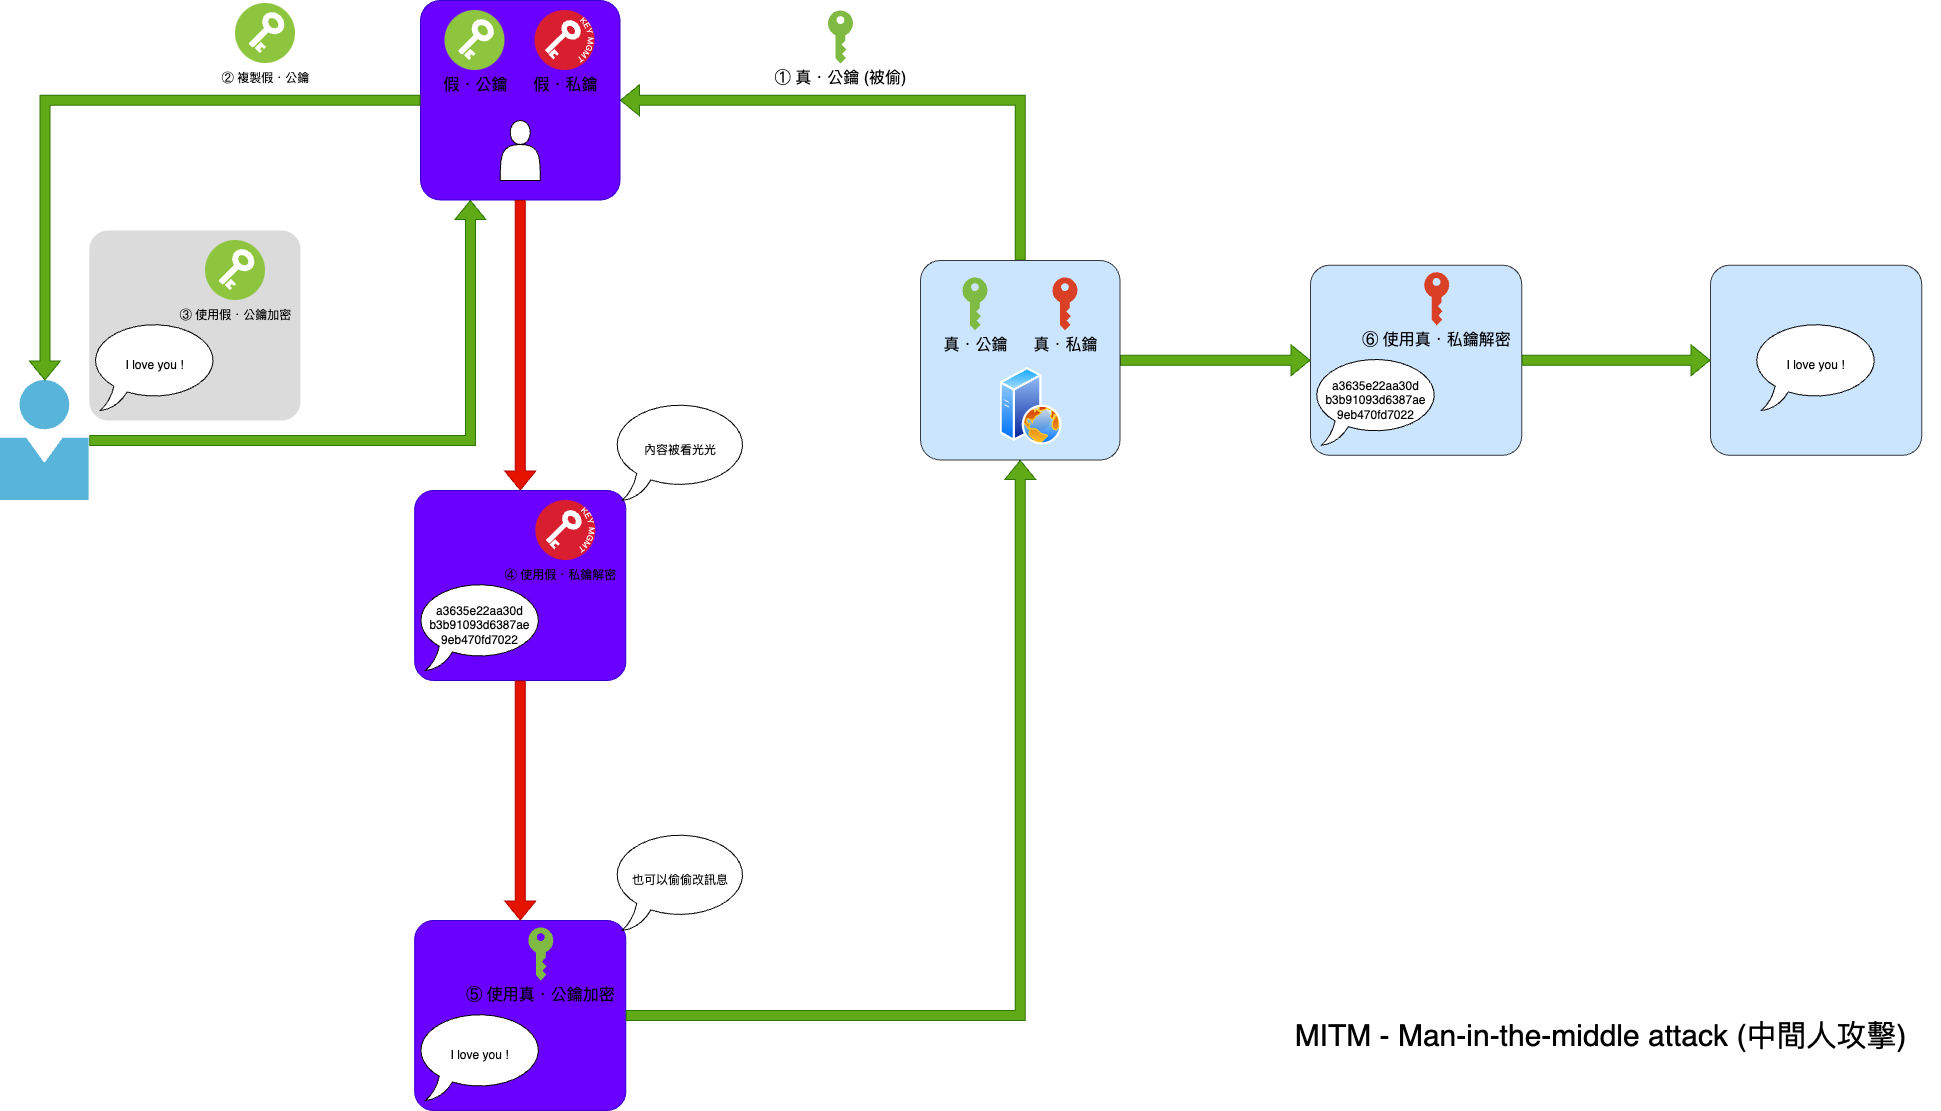 ② 複製假‧公鑰
KEY MGMT
假‧公鑰
假‧私鑰
① 真‧公鑰 (被偷)
③ 使用假‧公鑰加密
I love you !
真‧公鑰
真‧私鑰
⑥ 使用真‧私鑰解密
a3635e22aa30d
b3b91093d6387ae
9eb470fd7022
I love you !
內容被看光光
KEY MGMT
④ 使用假‧私鑰解密
a3635e22aa30d
b3b91093d6387ae
9eb470fd7022
也可以偷偷改訊息
⑤ 使用真‧公鑰加密
I love you !
MITM - Man-in-the-middle attack (中間人攻擊)